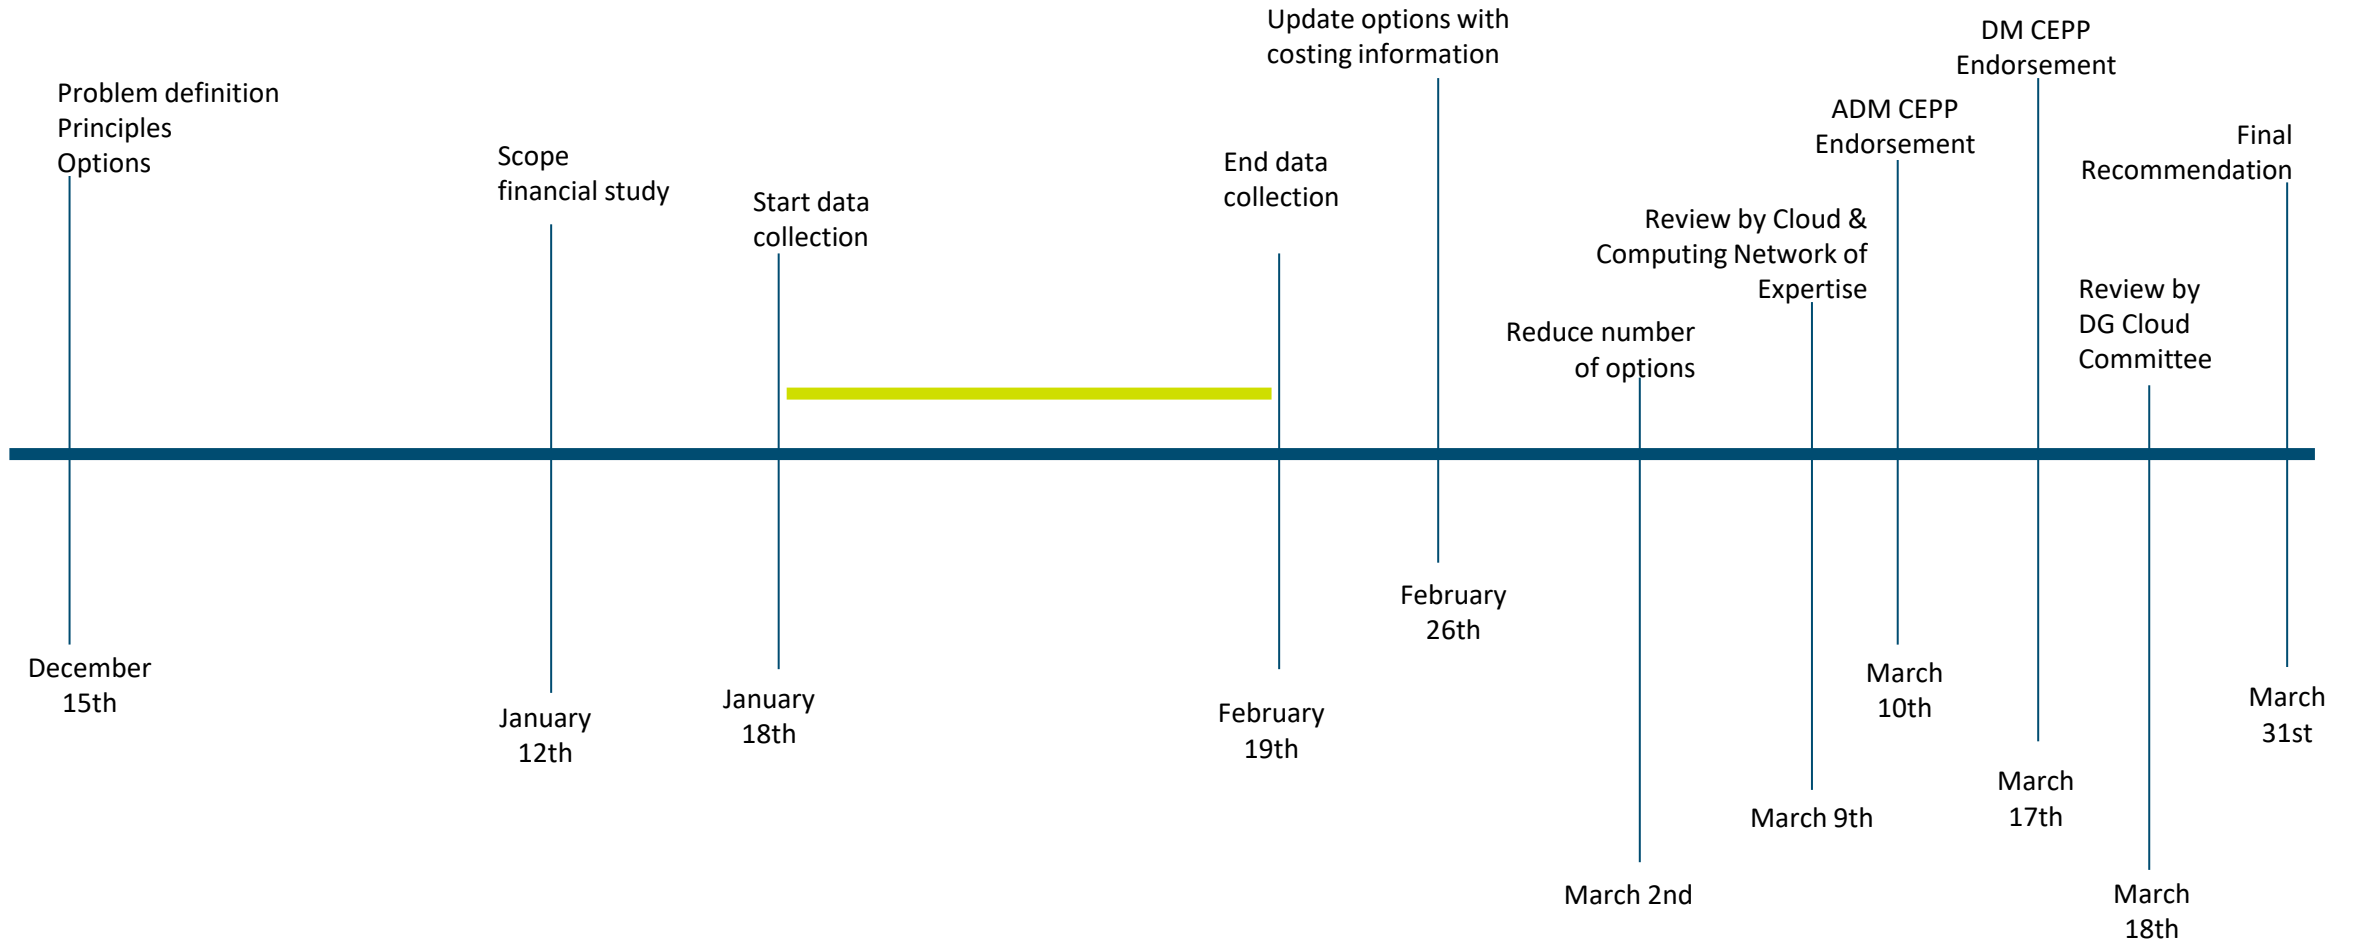 Problem definition
Principles
Options
December
15th
Scope
financial study
January
12th
Start data
collection
January
18th
End data
collection
February
19th
Update options with
costing information
February
26th
Reduce number
of options
March 2nd
Review by Cloud &
Computing Network of
Expertise
March 9th
ADM CEPP
Endorsement
March
10th
DM CEPP
Endorsement
March
17th
Review by
DG Cloud
Committee
March
18th
Final
Recommendation
March
31st